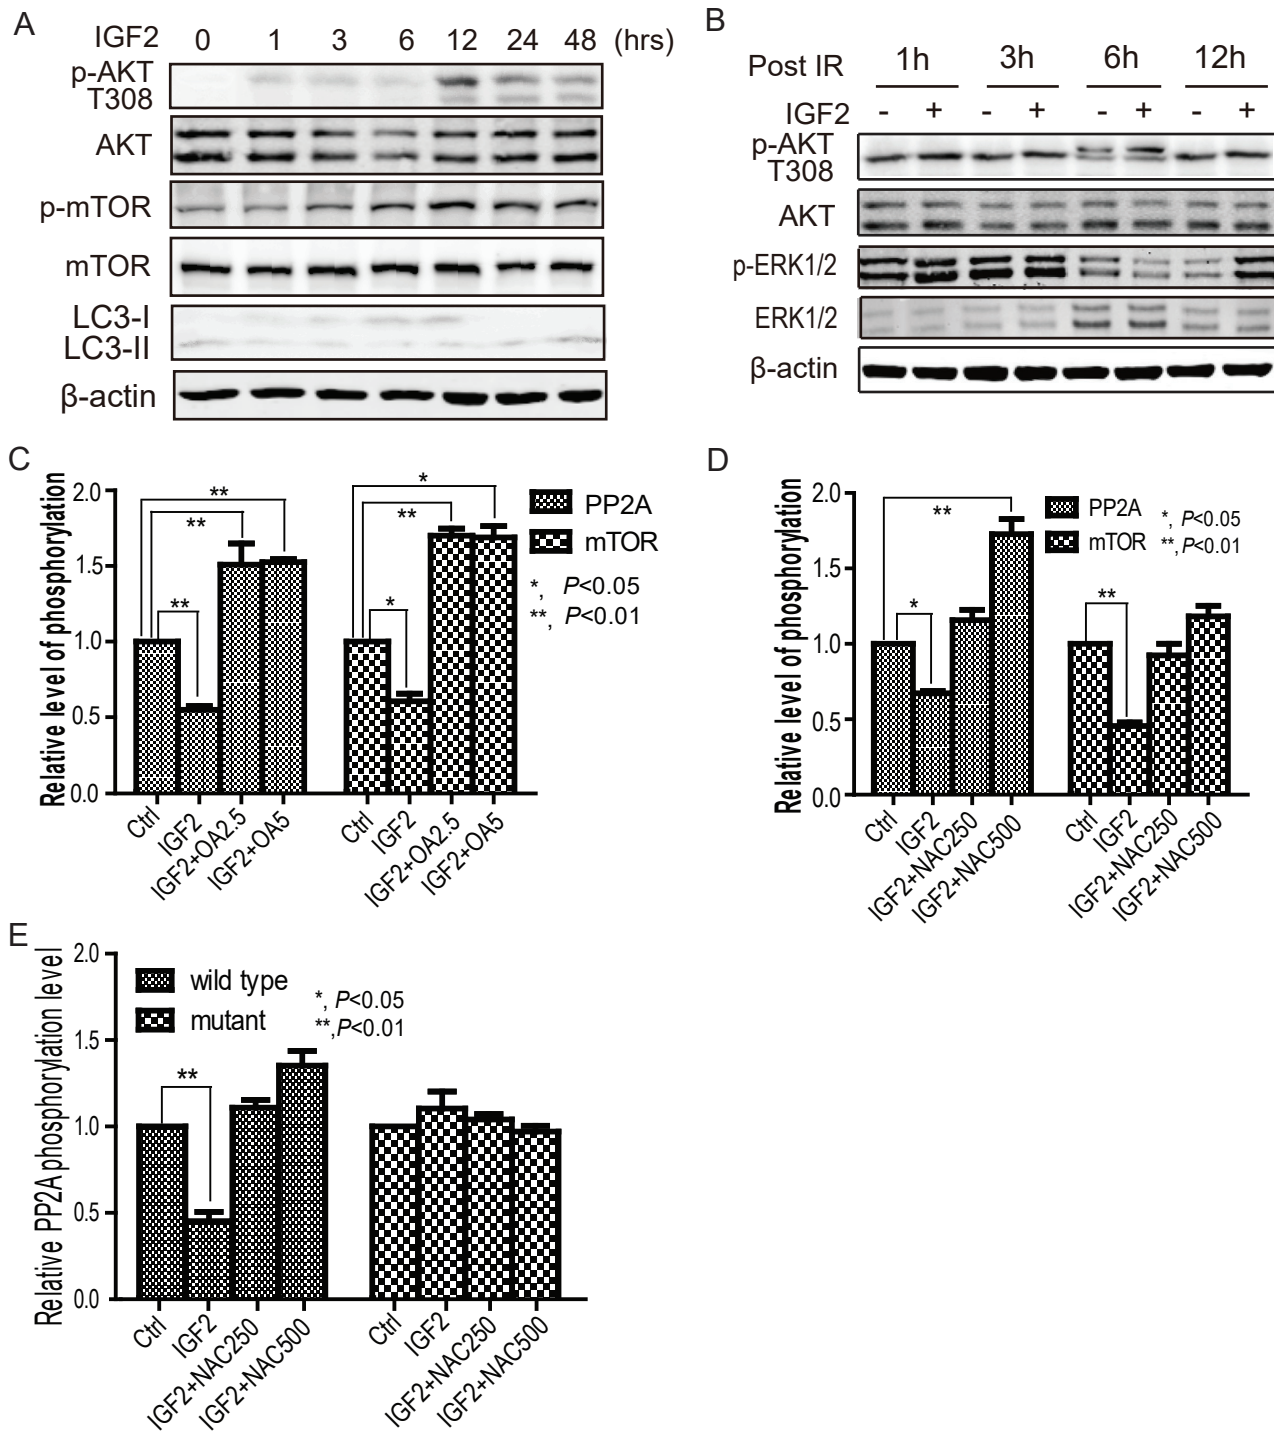 A
IGF2 0 1 3 6 12 24 48 (hrs)
p-AKT
T308
AKT
p-mTOR
mTOR
LC3-I
LC3-II
β-actin
B
Post IR 1h 3h 6h 12h
IGF2 - + - + - + - +
p-AKT
T308
AKT
p-ERK1/2
ERK1/2
β-actin
C
Relative level of phosphorylation
2.0
1.5
1.0
0.5
0.0
**
**
**
*
**
*
PP2A
mTOR
*, P<0.05
**, P<0.01
Ctrl
IGF2
IGF2+OA2.5
IGF2+OA5
Ctrl
IGF2
IGF2+OA2.5
IGF2+OA5
D
Relative level of phosphorylation
2.0
1.5
1.0
0.5
0.0
**
*
**
PP2A
mTOR
*, P<0.05
**, P<0.01
Ctrl
IGF2
IGF2+NAC250
IGF2+NAC500
Ctrl
IGF2
IGF2+NAC250
IGF2+NAC500
E
Relative PP2A phosphorylation level
2.0
1.5
1.0
0.5
0.0
wild type
mutant
*, P<0.05
**,P<0.01
**
Ctrl
IGF2
IGF2+NAC250
IGF2+NAC500
Ctrl
IGF2
IGF2+NAC250
IGF2+NAC500